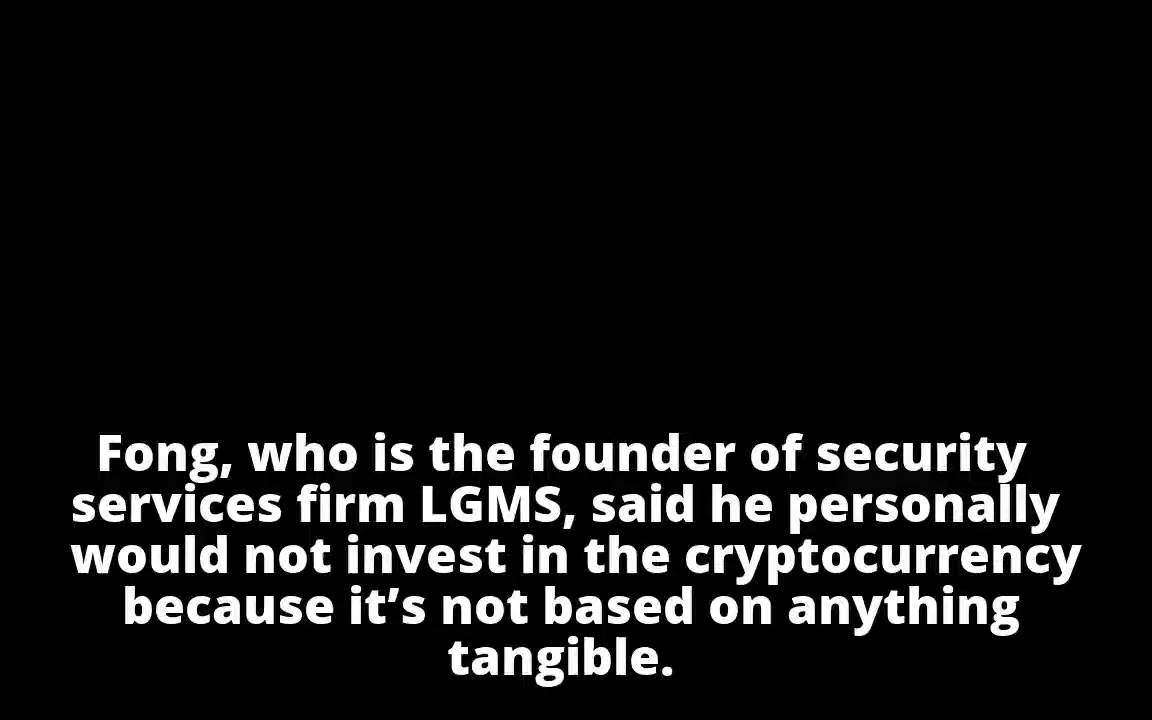 Fong, who is the founder of security
services firm LGMS, said he personally
would not invest in the cryptocurrency
because it’s not based on anything
tangible.